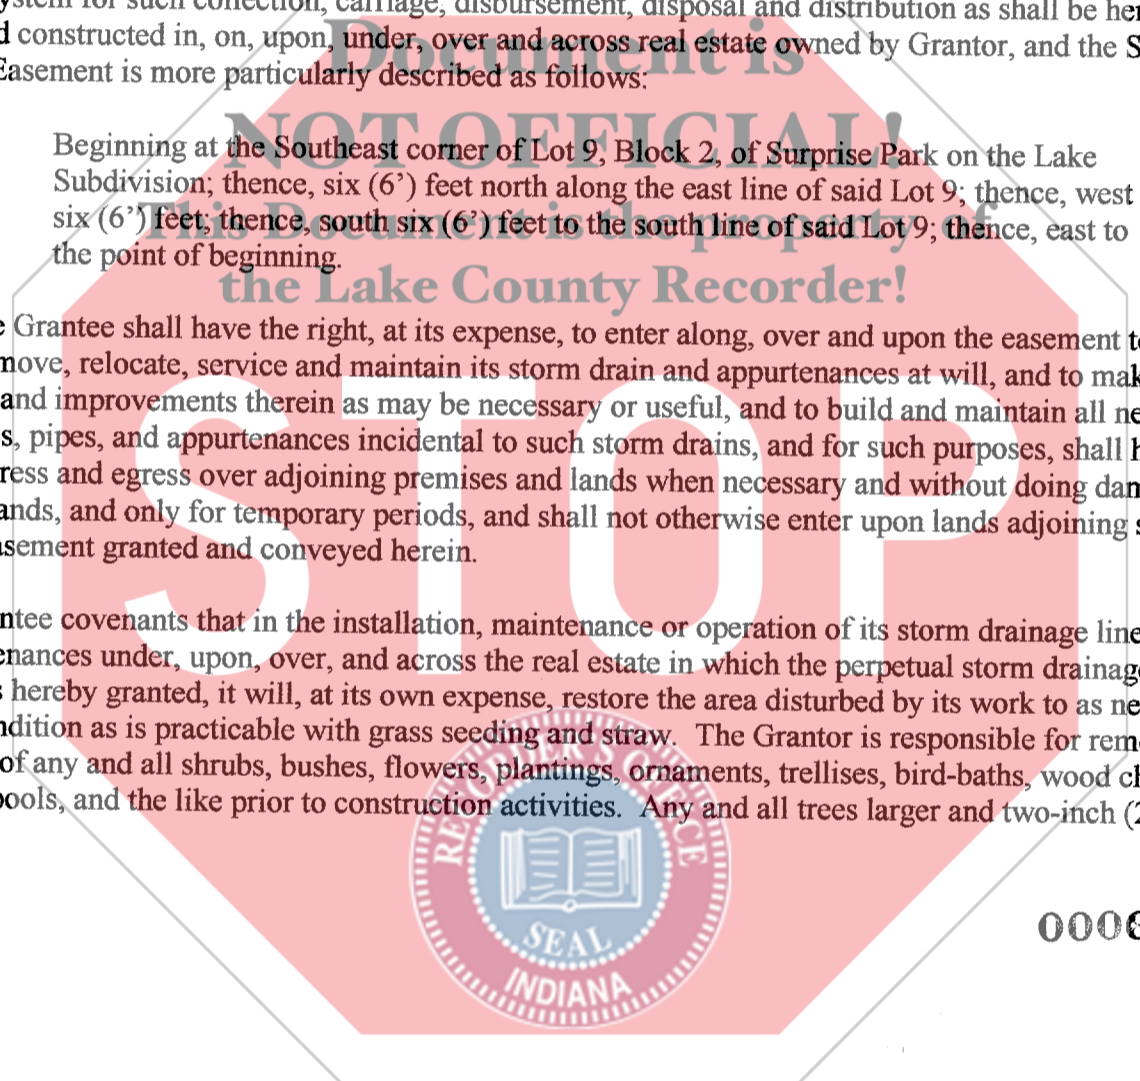 system for such collection, carriage, disbursement, disposal and distribution as shall be her
d constructed in, on, upon, under, over and across real estate owned by Grantor, and the S
Document is
Easement is more particularly described as follows:
NOT OFFICIAL!
Beginning at the Southeast corner of Lot 9, Block 2, of Surprise Park on the Lake
Subdivision; thence, six (6’) feet north along the east line of said Lot 9; thence, west
This Document is the property of
six (6’) feet; thence, south six (6’) feet to the south line of said Lot 9; thence, east to
the point of beginning.
the Lake County Recorder!
e Grantee shall have the right, at its expense, to enter along, over and upon the easement to
move, relocate, service and maintain its storm drain and appurtenances at will, and to mak
and improvements therein as may be necessary or useful, and to build and maintain all ne
s, pipes, and appurtenances incidental to such storm drains, and for such purposes, shall h
ress and egress over adjoining premises and lands when necessary and without doing dam
STOP
ands, and only for temporary periods, and shall not otherwise enter upon lands adjoining s
asement granted and conveyed herein.
ntee covenants that in the installation, maintenance or operation of its storm drainage line
enances under, upon, over, and across the real estate in which the perpetual storm drainag
s hereby granted, it will, at its own expense, restore the area disturbed by its work to as ne
ndition as is practicable with grass seeding and straw. The Grantor is responsible for rem
of any and all shrubs, bushes, flowers, plantings, ornaments, trellises, bird-baths, wood ch
pools, and the like prior to construction activities. Any and all trees larger and two-inch (2
RECORDER'S OFFICE
SEAL
INDIANA
0006